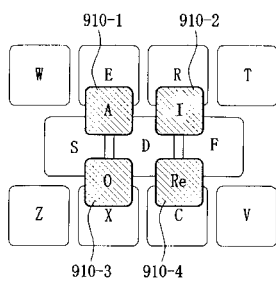 910-1 910-2
W E R T
A I
S D F
O Re
Z X C V
910-3 910-4